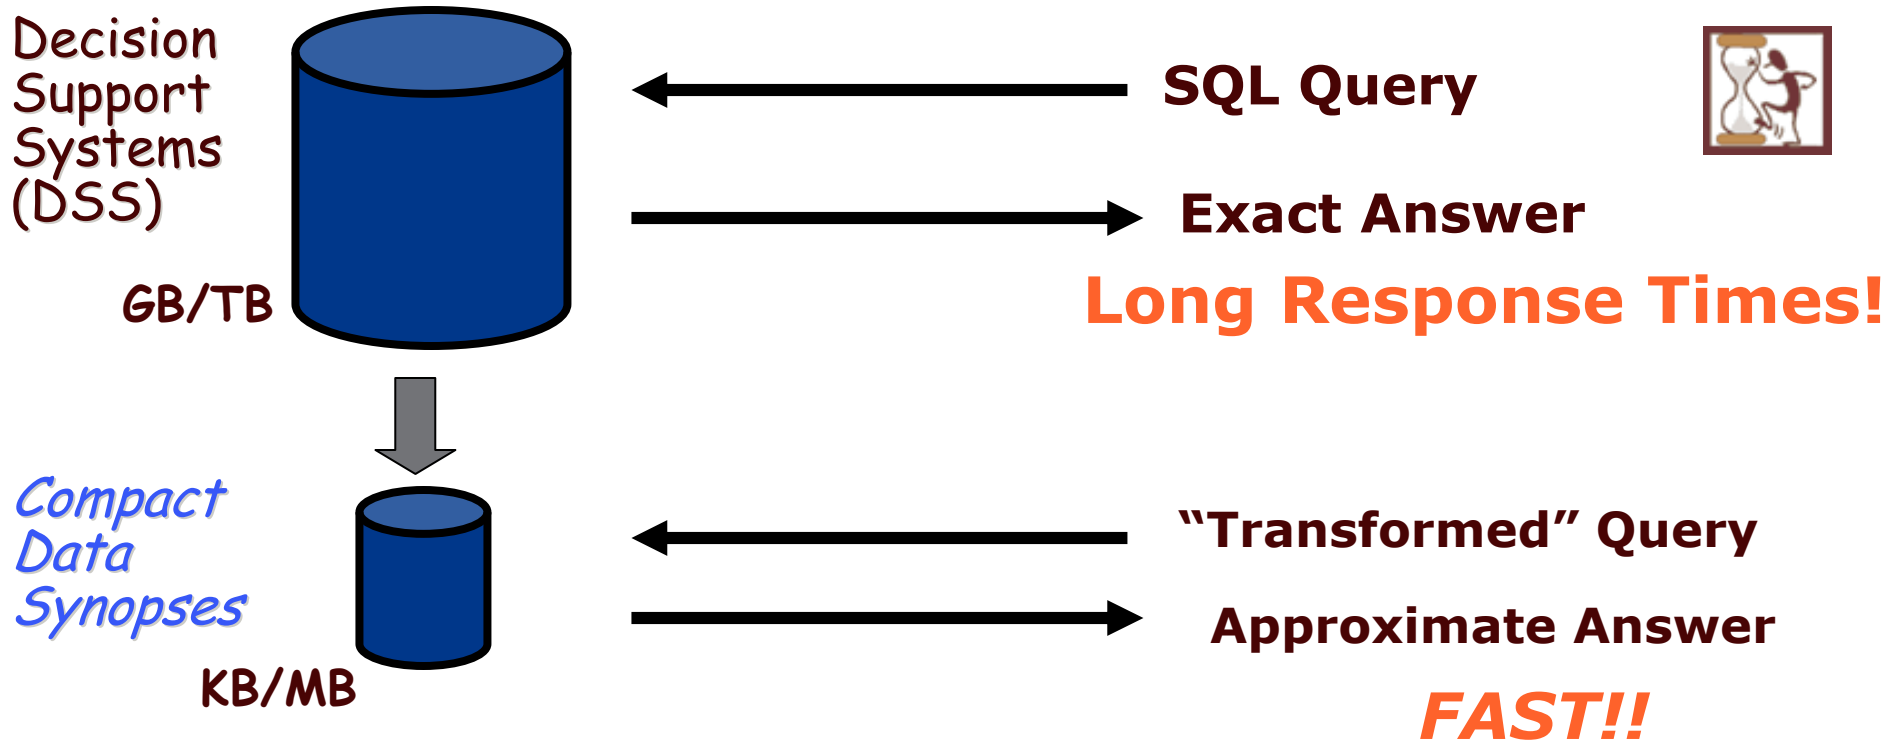 Decision
Support
Systems
(DSS)
GB/TB
SQL Query
Exact Answer
Long Response Times!
Compact
Data
Synopses
KB/MB
“Transformed” Query
Approximate Answer
FAST!!